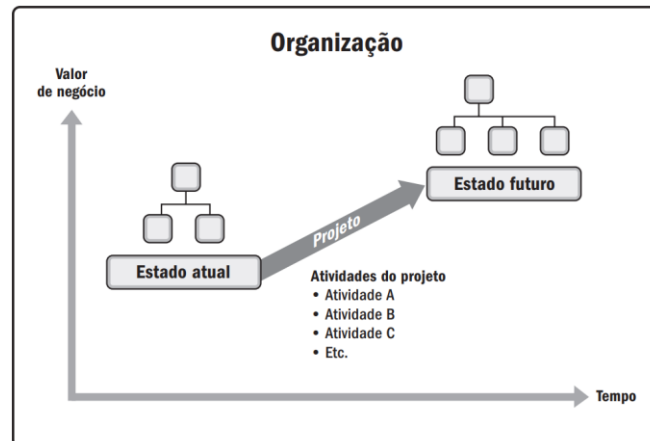 Organização
Valor
de negócio
Estado futuro
Projeto
Estado atual
Atividades do projeto
• Atividade A
• Atividade B
• Atividade C
• Etc.
Tempo